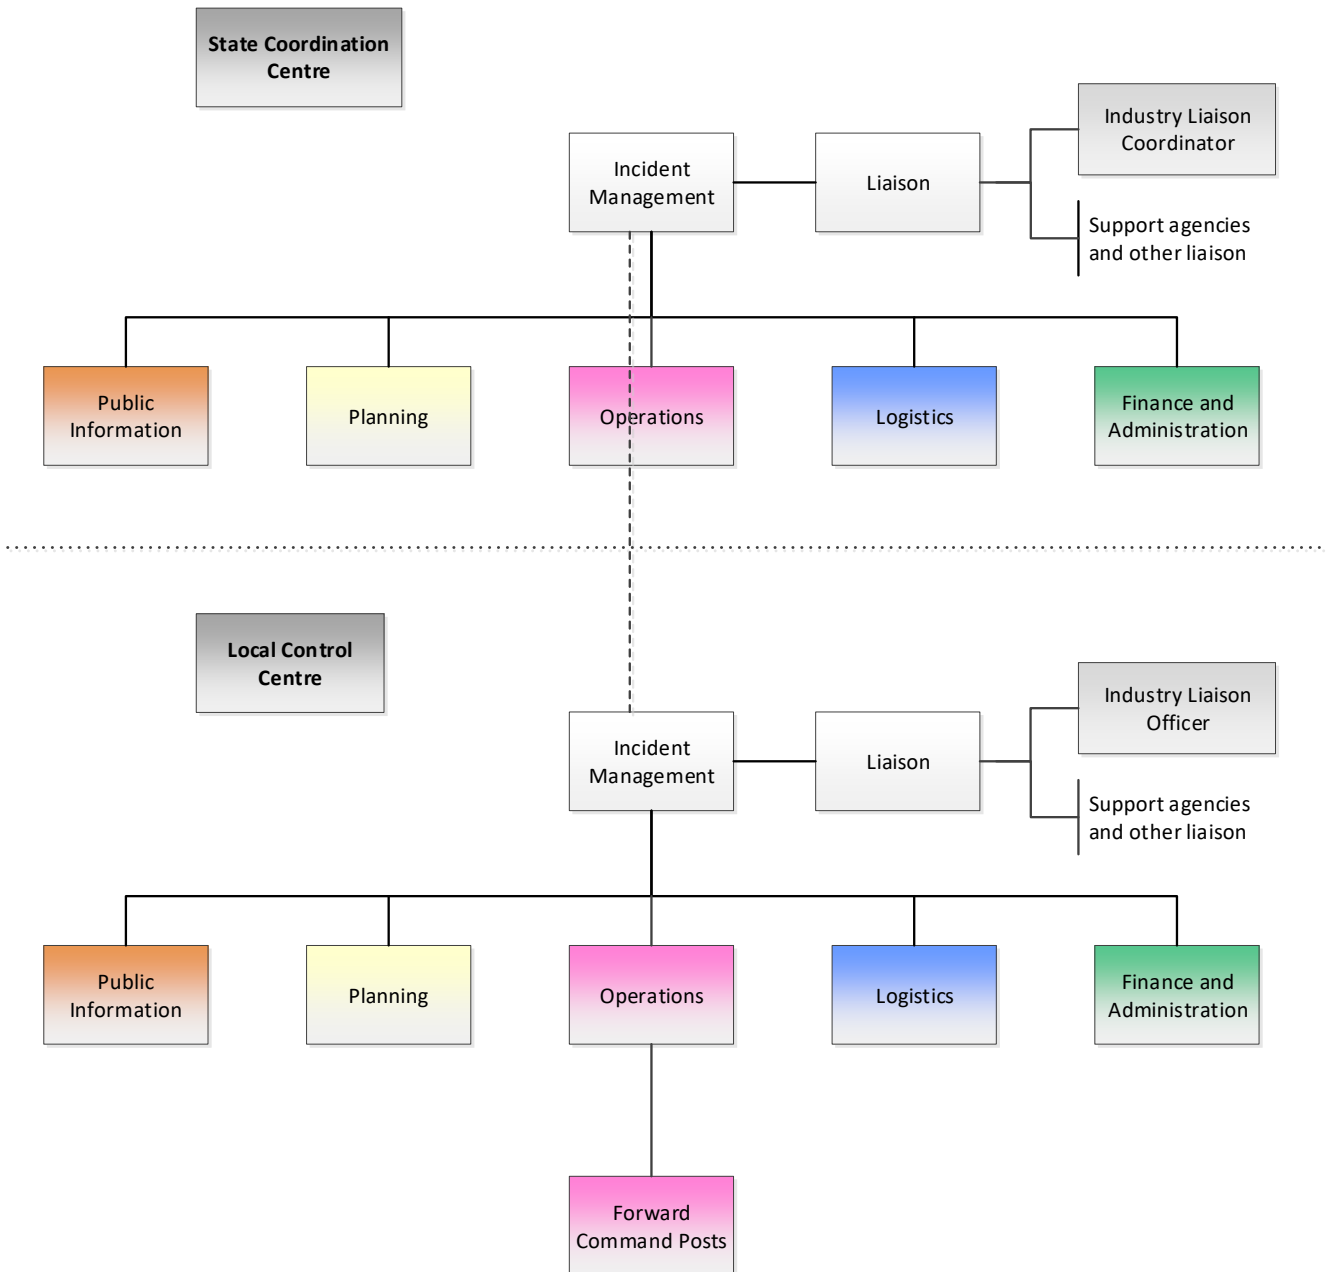 State Coordination
Centre
Industry Liaison
Coordinator
Incident
Management
Liaison
Support agencies
and other liaison
Public
Information
Planning
Operations
Logistics
Finance and
Administration
Local Control
Centre
Industry Liaison
Officer
Incident
Management
Liaison
Support agencies
and other liaison
Public
Information
Planning
Operations
Logistics
Finance and
Administration
Forward
Command Posts